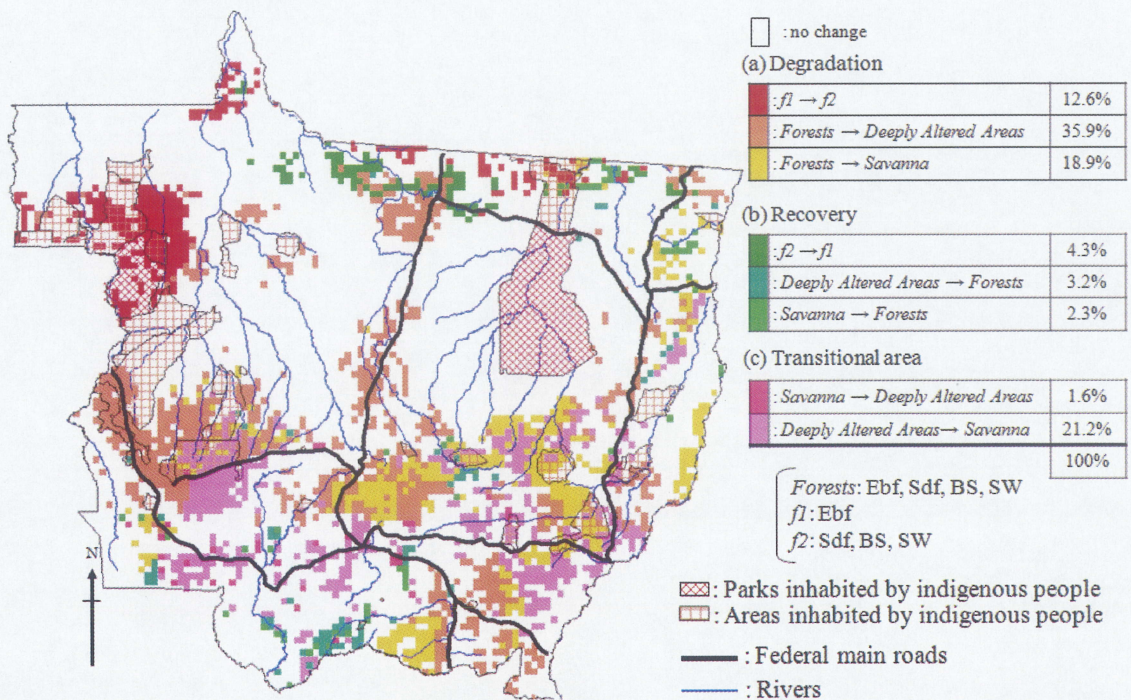 : no change
(a) Degradation
: f1 → f2 12.6%
: Forests → Deeply Altered Areas 35.9%
: Forests → Savanna 18.9%
(b) Recovery
: f2 → f1 4.3%
: Deeply Altered Areas → Forests 3.2%
: Savanna → Forests 2.3%
(c) Transitional area
: Savanna → Deeply Altered Areas 1.6%
: Deeply Altered Areas → Savanna 21.2%
100%
Forests: Ebf, Sdf, BS, SW
f1: Ebf
f2: Sdf, BS, SW
N
: Parks inhabited by indigenous people
: Areas inhabited by indigenous people
: Federal main roads
: Rivers